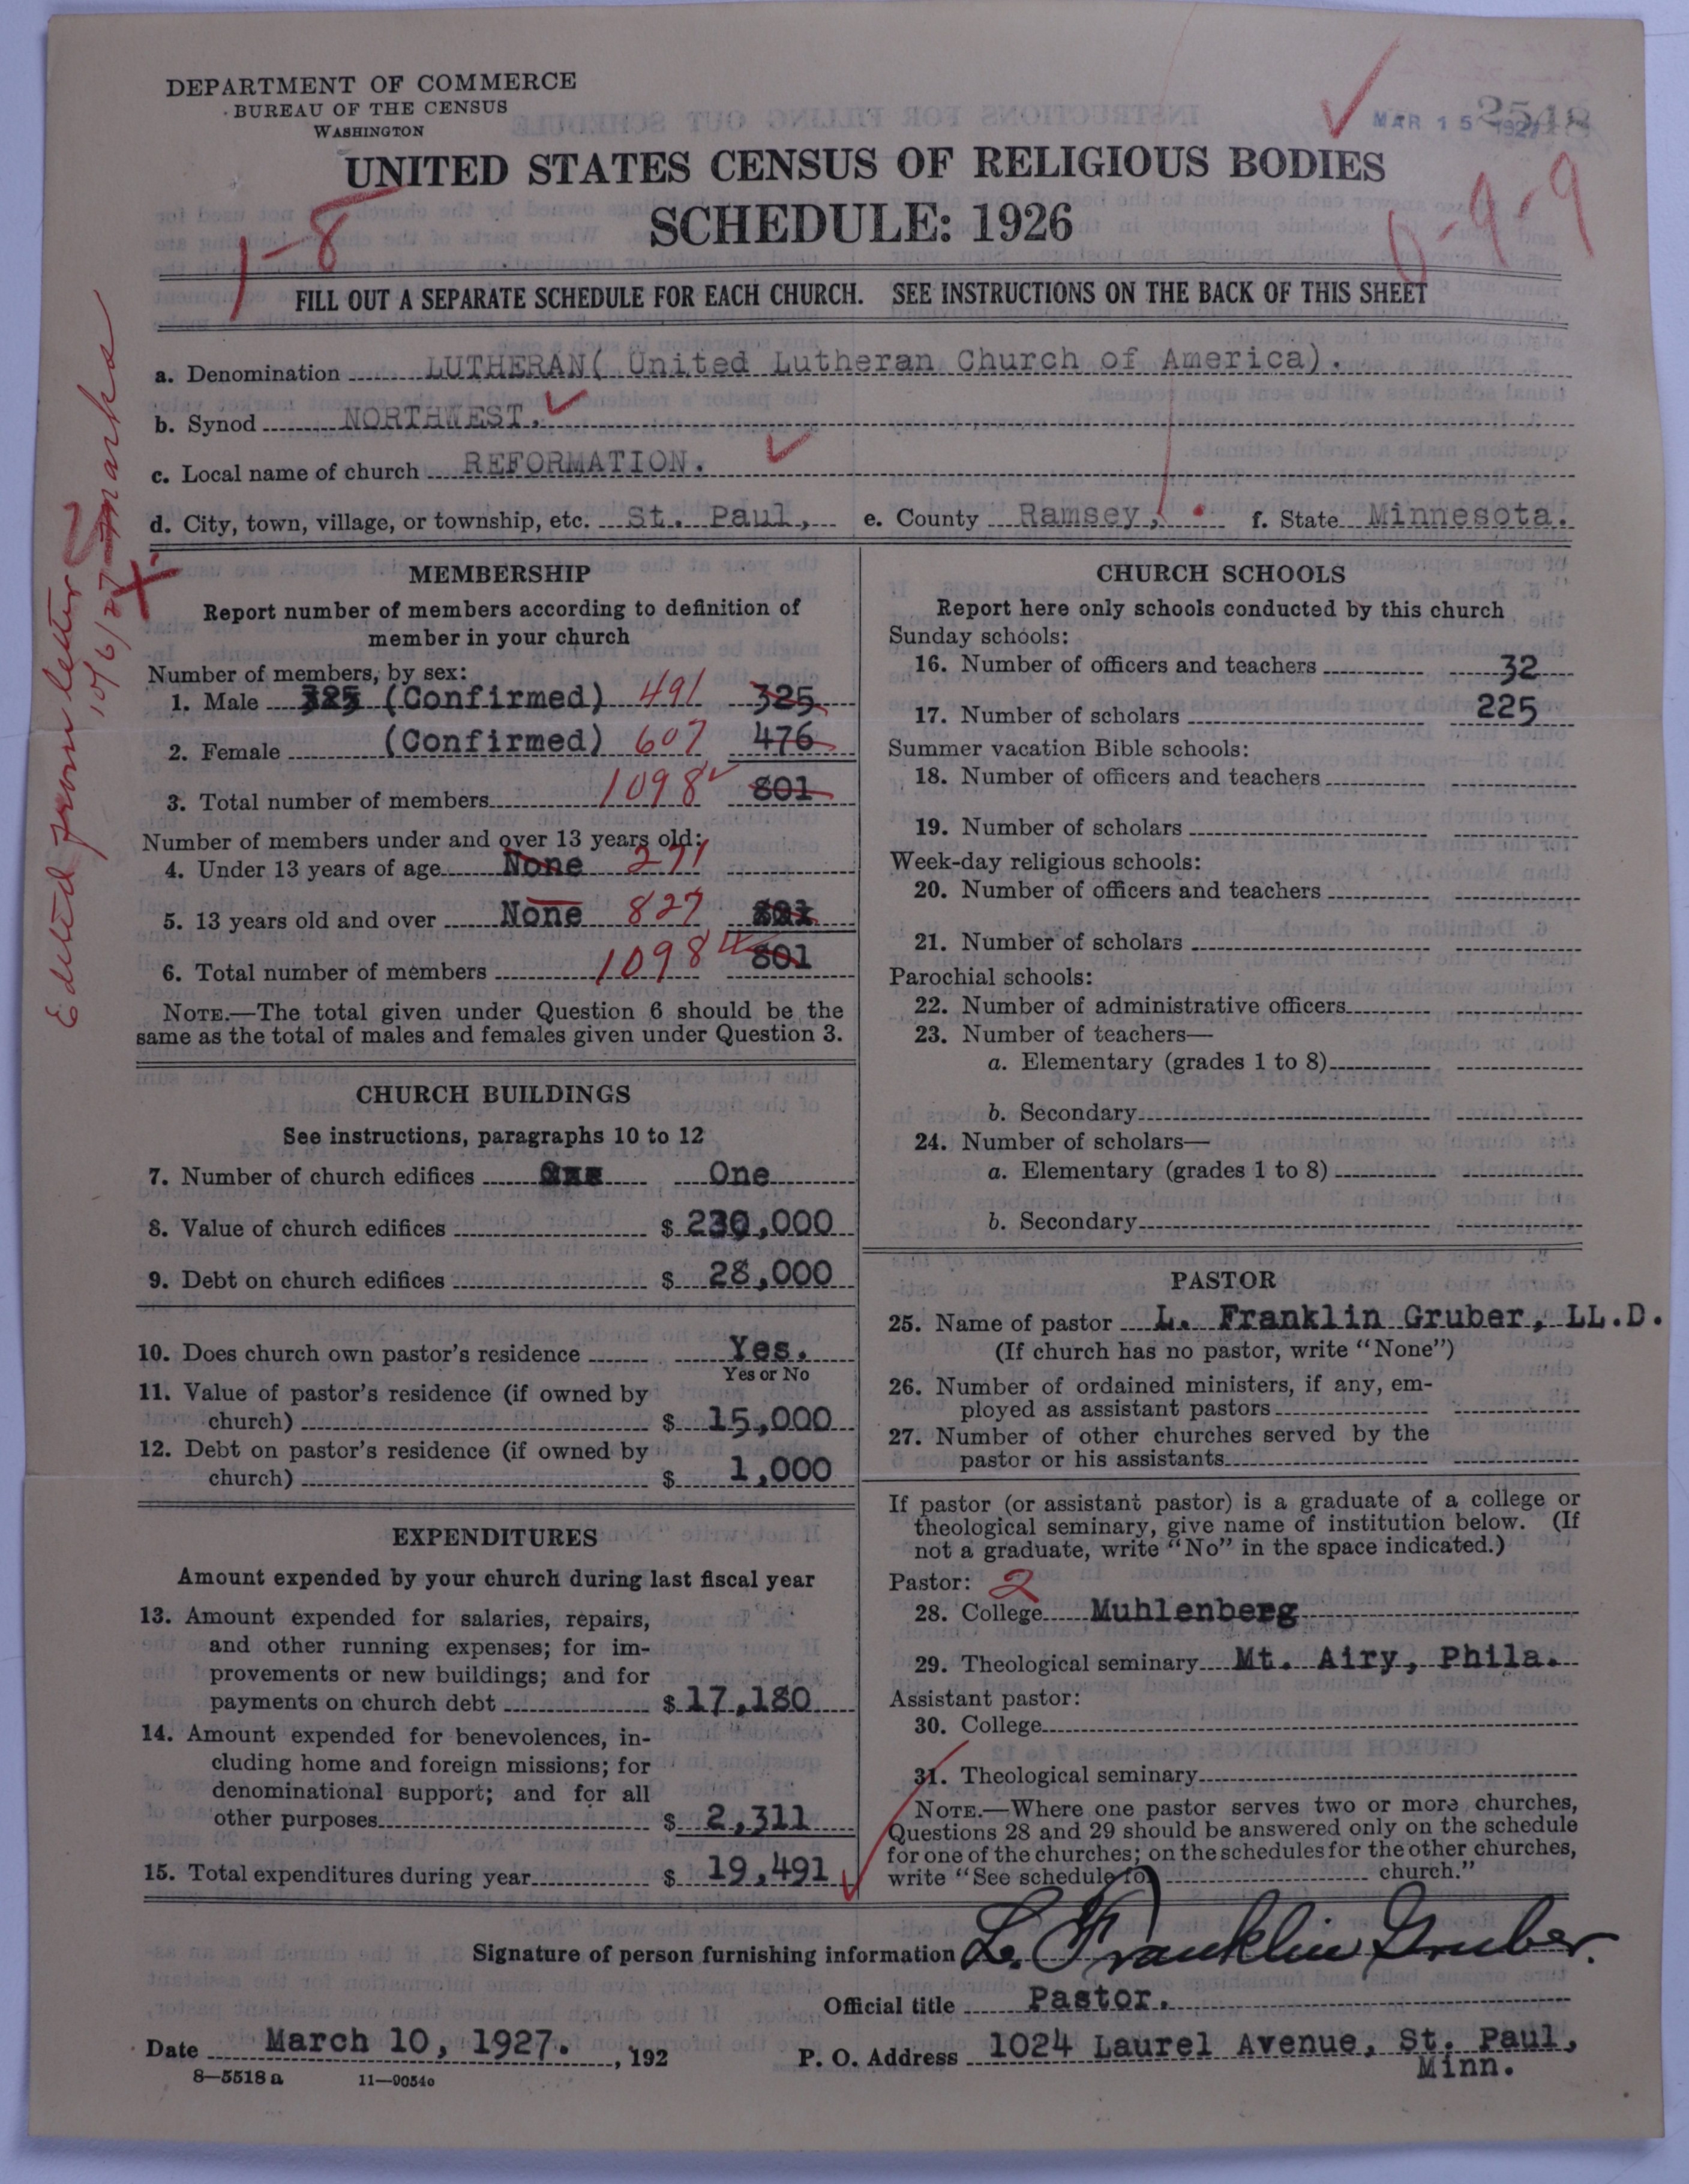 DEPARTMENT OF COMMERCE
BUREAU OF THE CENSUS
WASHINGTON
MAR 15 1927
2518
UNITED STATES CENSUS OF RELIGIOUS BODIES
SCHEDULE: 1926
1-8
0-9-9
FILL OUT A SEPARATE SCHEDULE FOR EACH CHURCH. SEE INSTRUCTIONS ON THE BACK OF THIS SHEET
a. Denomination LUTHERAN( United Lutheran Church of America).
b. Synod NORTHWEST.
c. Local name of church REFORMATION.
d. City, town, village, or township, etc. St. Paul, e. County Ramsey, f. State Minnesota.
Edited from letter
10/6/27
MEMBERSHIP
Report number of members according to definition of
member in your church
Number of members, by sex:
1. Male 325 (Confirmed) 491 325
2. Female (Confirmed) 607 476
3. Total number of members 1098 801
Number of members under and over 13 years old:
4. Under 13 years of age None 271
5. 13 years old and over None 827 801
6. Total number of members 1098 801
NOTE.—The total given under Question 6 should be the
same as the total of males and females given under Question 3.
CHURCH BUILDINGS
See instructions, paragraphs 10 to 12
7. Number of church edifices One One
8. Value of church edifices $ 230,000
9. Debt on church edifices $ 28,000
10. Does church own pastor's residence Yes.
Yes or No
11. Value of pastor's residence (if owned by
church) $ 15,000
12. Debt on pastor's residence (if owned by
church) $ 1,000
EXPENDITURES
Amount expended by your church during last fiscal year
13. Amount expended for salaries, repairs,
and other running expenses; for im-
provements or new buildings; and for
payments on church debt $ 17,180
14. Amount expended for benevolences, in-
cluding home and foreign missions; for
denominational support; and for all
other purposes $ 2,311
15. Total expenditures during year $ 19,491
CHURCH SCHOOLS
Report here only schools conducted by this church
Sunday schools:
16. Number of officers and teachers 32
17. Number of scholars 225
Summer vacation Bible schools:
18. Number of officers and teachers
19. Number of scholars
Week-day religious schools:
20. Number of officers and teachers
21. Number of scholars
Parochial schools:
22. Number of administrative officers
23. Number of teachers—
a. Elementary (grades 1 to 8)
b. Secondary
24. Number of scholars—
a. Elementary (grades 1 to 8)
b. Secondary
PASTOR
25. Name of pastor L. Franklin Gruber, LL.D.
(If church has no pastor, write "None")
26. Number of ordained ministers, if any, em-
ployed as assistant pastors
27. Number of other churches served by the
pastor or his assistants
If pastor (or assistant pastor) is a graduate of a college or
theological seminary, give name of institution below. (If
not a graduate, write "No" in the space indicated.)
Pastor: 2
28. College Muhlenberg
29. Theological seminary Mt. Airy, Phila.
Assistant pastor:
30. College
31. Theological seminary
NOTE.—Where one pastor serves two or more churches,
Questions 28 and 29 should be answered only on the schedule
for one of the churches; on the schedules for the other churches,
write "See schedule for church."
Signature of person furnishing information L. Franklin Gruber.
Official title Pastor.
Date March 10, 1927. , 192
P. O. Address 1024 Laurel Avenue, St. Paul,
Minn.
8—5518 a 11—9054o